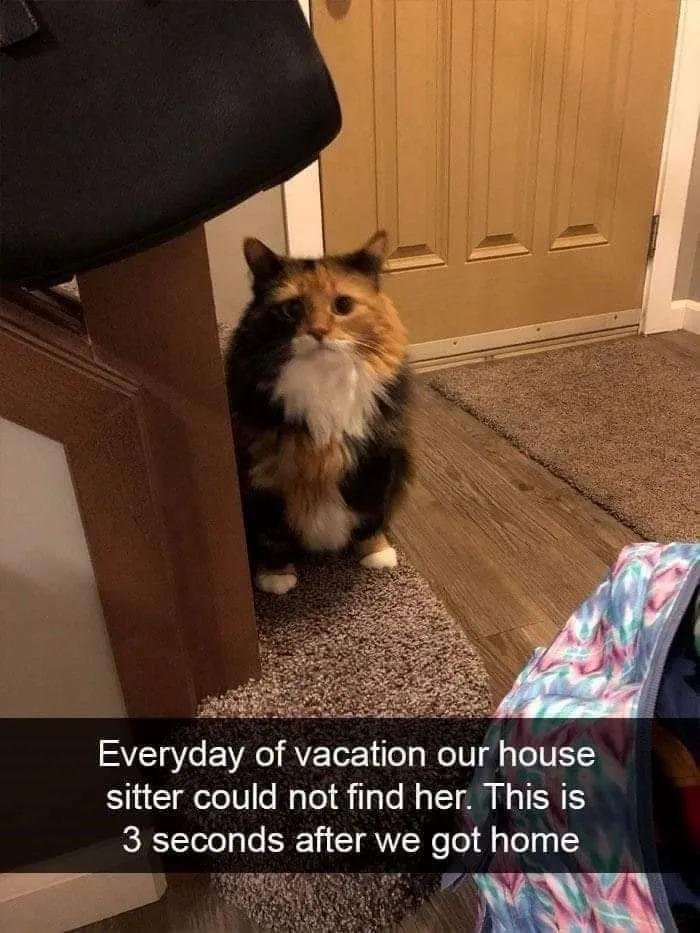 Everyday of vacation our house
sitter could not find her. This is
3 seconds after we got home